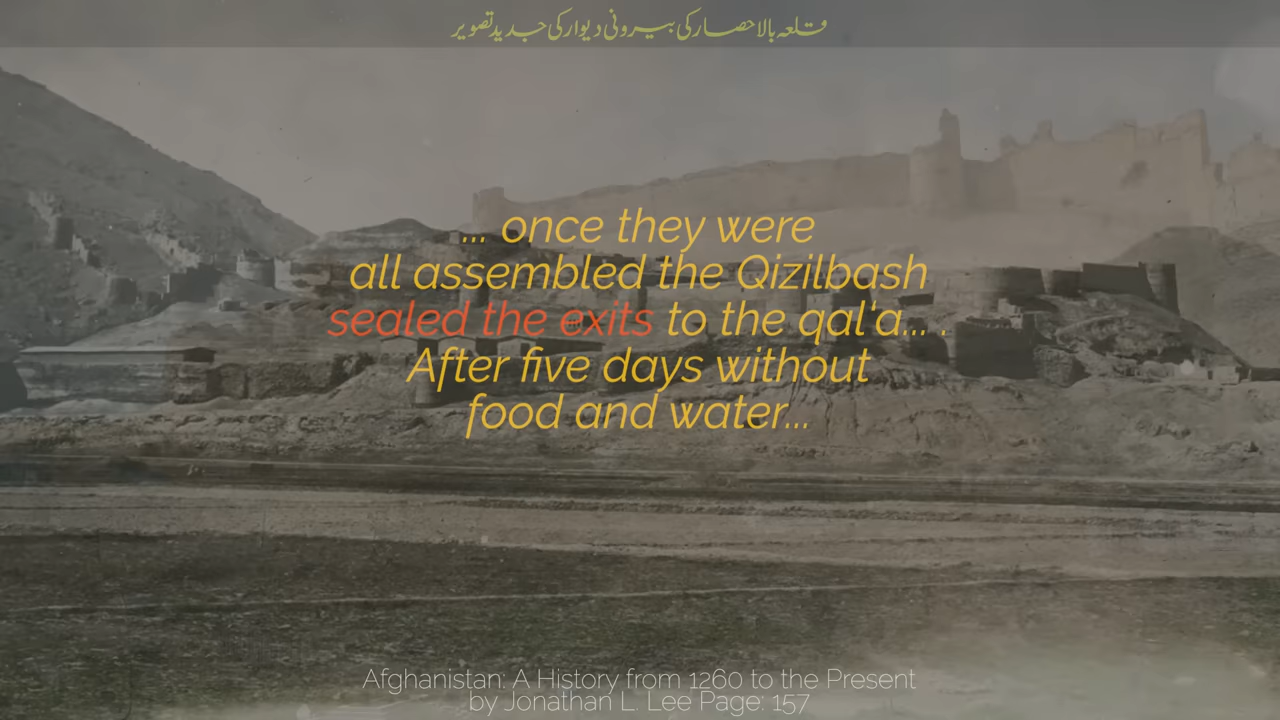 قلعہ بالا حصار کی بیرونی دیوار کی جدید تصویر
... once they were
all assembled the Qizilbash
sealed the exits to the qal'a... .
After five days without
food and water...
Afghanistan: A History from 1260 to the Present
by Jonathan L. Lee Page: 157